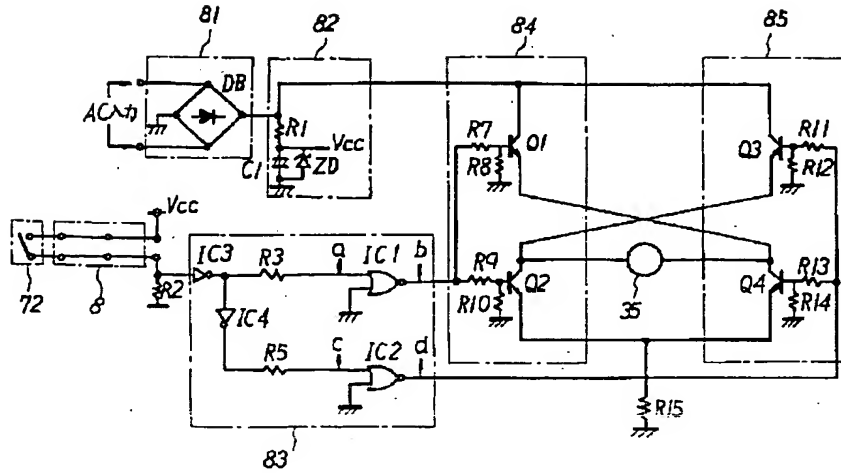 81
82
84
85
DB
AC入力
R1
Vcc
C1
ZD
R7
R8
Q1
Q3
R11
R12
Vcc
72
8
R2
IC3
R3
a
IC1
b
R9
R10
Q2
35
Q4
R13
R14
IC4
R5
c
IC2
d
R15
83